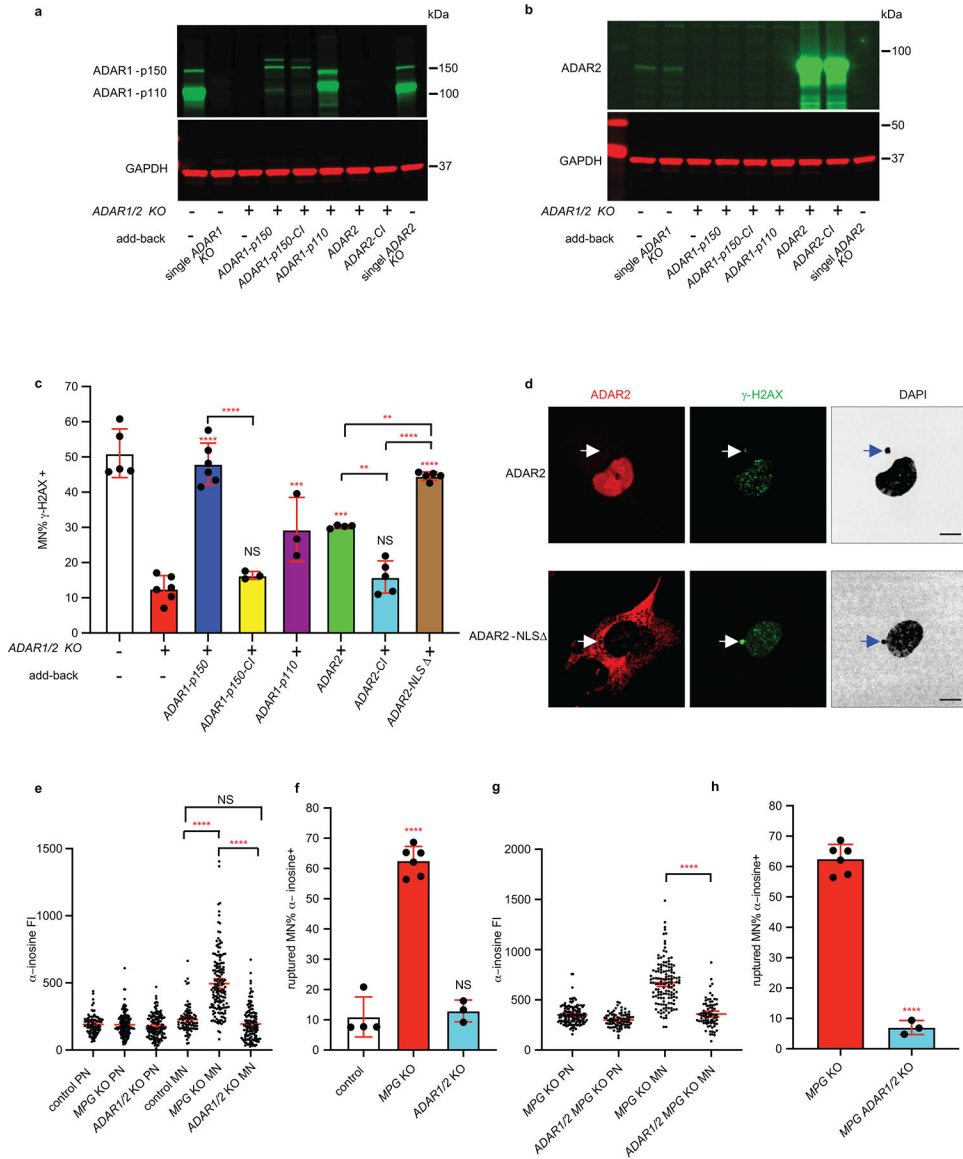 a
kDa
ADAR1 -p150
150
ADAR1 -p110
100
GAPDH
37
ADAR1/2 KO - - + + + + + + -
add-back - ADAR1-p150 ADAR1-p150-CI ADAR1-p110 ADAR2 ADAR2-CI
single ADAR1 KO
singel ADAR2 KO
b
kDa
ADAR2
100
50
GAPDH
37
ADAR1/2 KO - - + + + + + -
add-back - ADAR1-p150 ADAR1-p150-CI ADAR1-p110 ADAR2 ADAR2-CI
single ADAR1 KO
singel ADAR2 KO
c
MN% γ-H2AX +
70
60
50
40
30
20
10
0
**** **** NS *** *** ** NS ** **** ****
ADAR1/2 KO - + + + + + + +
add-back - - ADAR1-p150 ADAR1-p150-CI ADAR1-p110 ADAR2 ADAR2-CI ADAR2-NLS Δ
d
ADAR2 γ-H2AX DAPI
ADAR2
ADAR2 -NLSΔ
e
α-inosine FI
1500
1000
500
0
NS
**** ****
control PN
MPG KO PN
ADAR1/2 KO PN
control MN
MPG KO MN
ADAR1/2 KO MN
f
ruptured MN% α- inosine+
80
70
60
50
40
30
20
10
0
****
NS
control
MPG KO
ADAR1/2 KO
g
α-inosine FI
2000
1500
1000
500
0
****
MPG KO PN
ADAR1/2 MPG KO PN
MPG KO MN
ADAR1/2 MPG KO MN
h
ruptured MN% α-inosine+
80
70
60
50
40
30
20
10
0
****
MPG KO
MPG ADAR1/2 KO